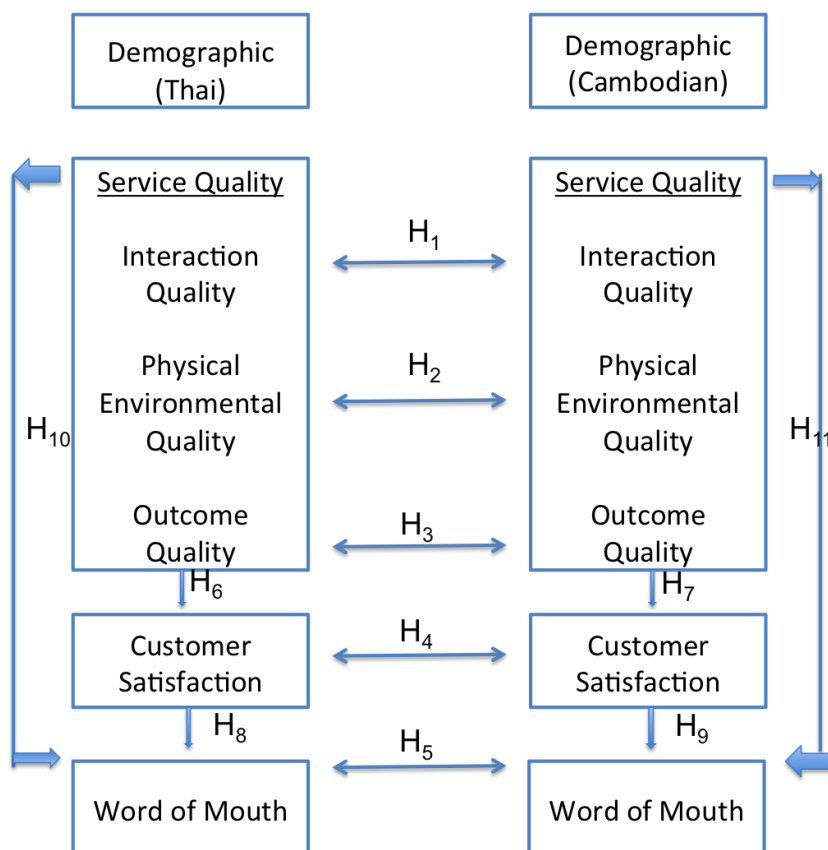 Demographic
(Thai)
Demographic
(Cambodian)
Service Quality
Interaction
Quality
Physical
Environmental
Quality
Outcome
Quality
H₁
H₂
H₃
Service Quality
Interaction
Quality
Physical
Environmental
Quality
Outcome
Quality
H₁₀
H₁₁
H₆
H₇
Customer
Satisfaction
H₄
Customer
Satisfaction
H₈
H₅
H₉
Word of Mouth
Word of Mouth